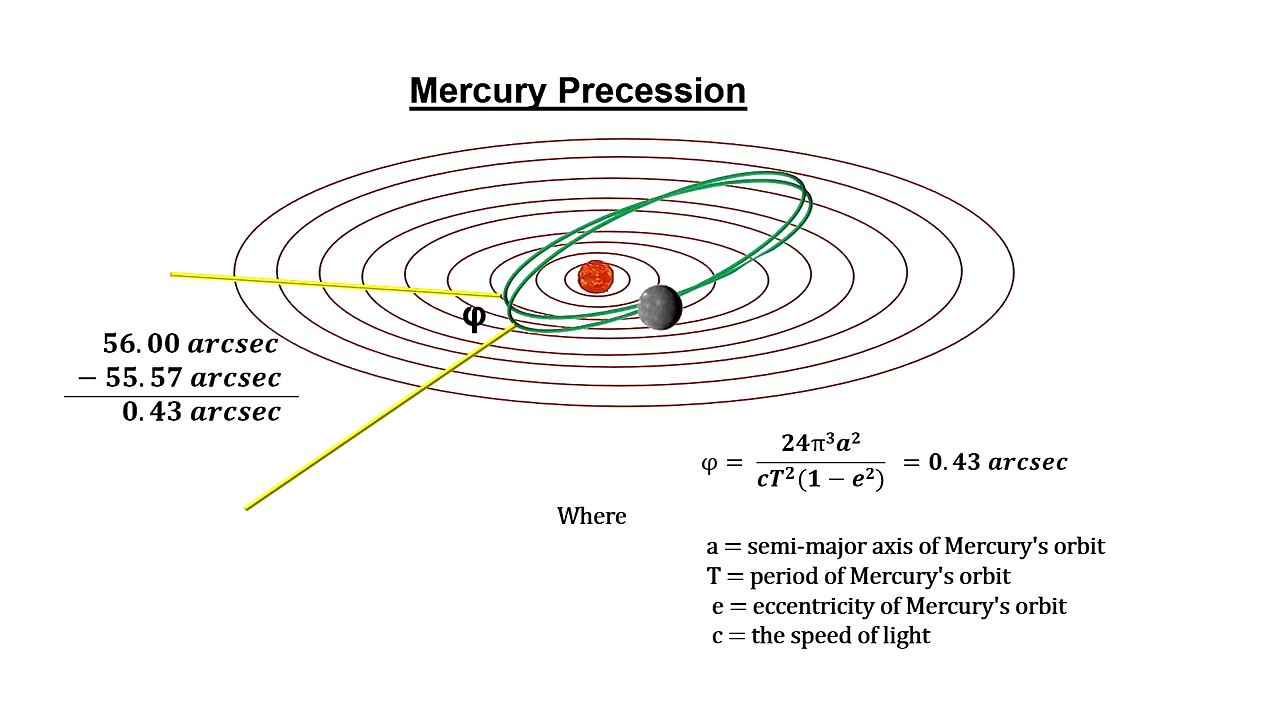 Mercury Precession
φ
56.00 arcsec
− 55.57 arcsec
0.43 arcsec
φ = 24π³a² / cT²(1 − e²) = 0.43 arcsec
Where
a = semi-major axis of Mercury's orbit
T = period of Mercury's orbit
e = eccentricity of Mercury's orbit
c = the speed of light